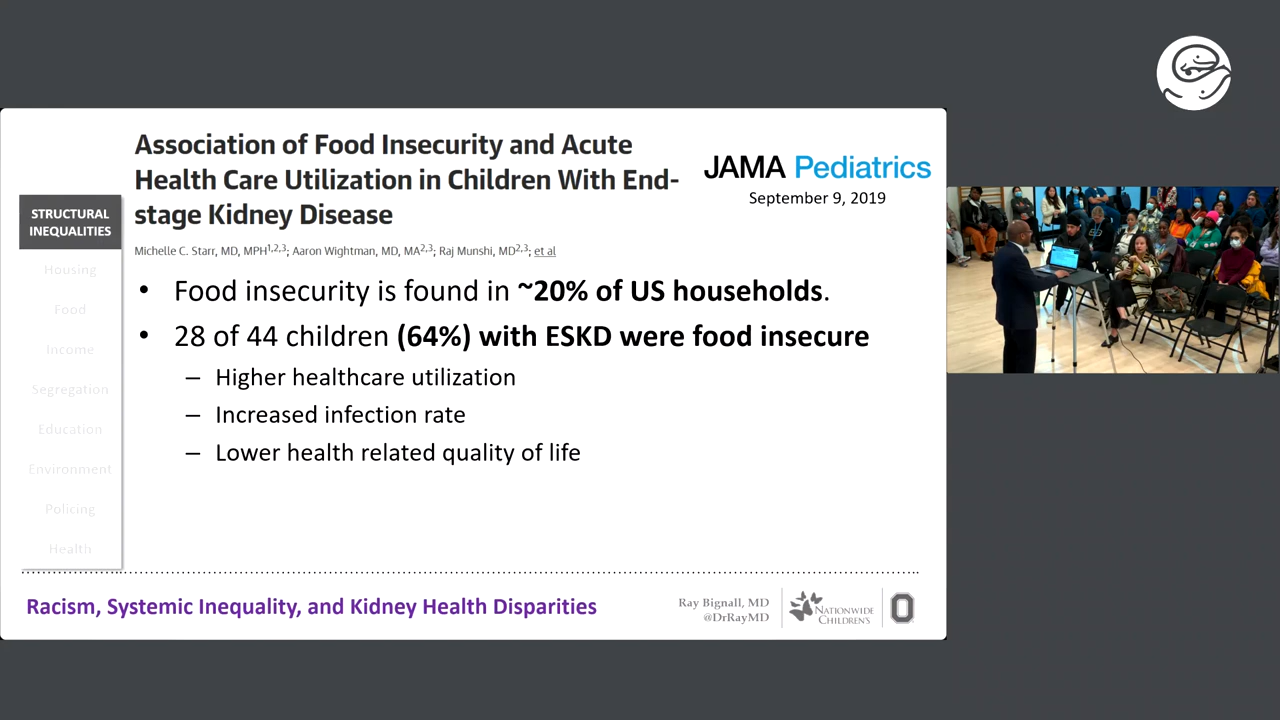 Association of Food Insecurity and Acute
Health Care Utilization in Children With End-
stage Kidney Disease
JAMA Pediatrics
September 9, 2019
Michelle C. Starr, MD, MPH1,2,3; Aaron Wightman, MD, MA2,3; Raj Munshi, MD2,3; et al
STRUCTURAL
INEQUALITIES
Housing
Food
Income
Segregation
Education
Environment
Policing
Health
• Food insecurity is found in ~20% of US households.
• 28 of 44 children (64%) with ESKD were food insecure
– Higher healthcare utilization
– Increased infection rate
– Lower health related quality of life
Racism, Systemic Inequality, and Kidney Health Disparities
Ray Bignall, MD
@DrRayMD
NATIONWIDE
CHILDREN'S
O